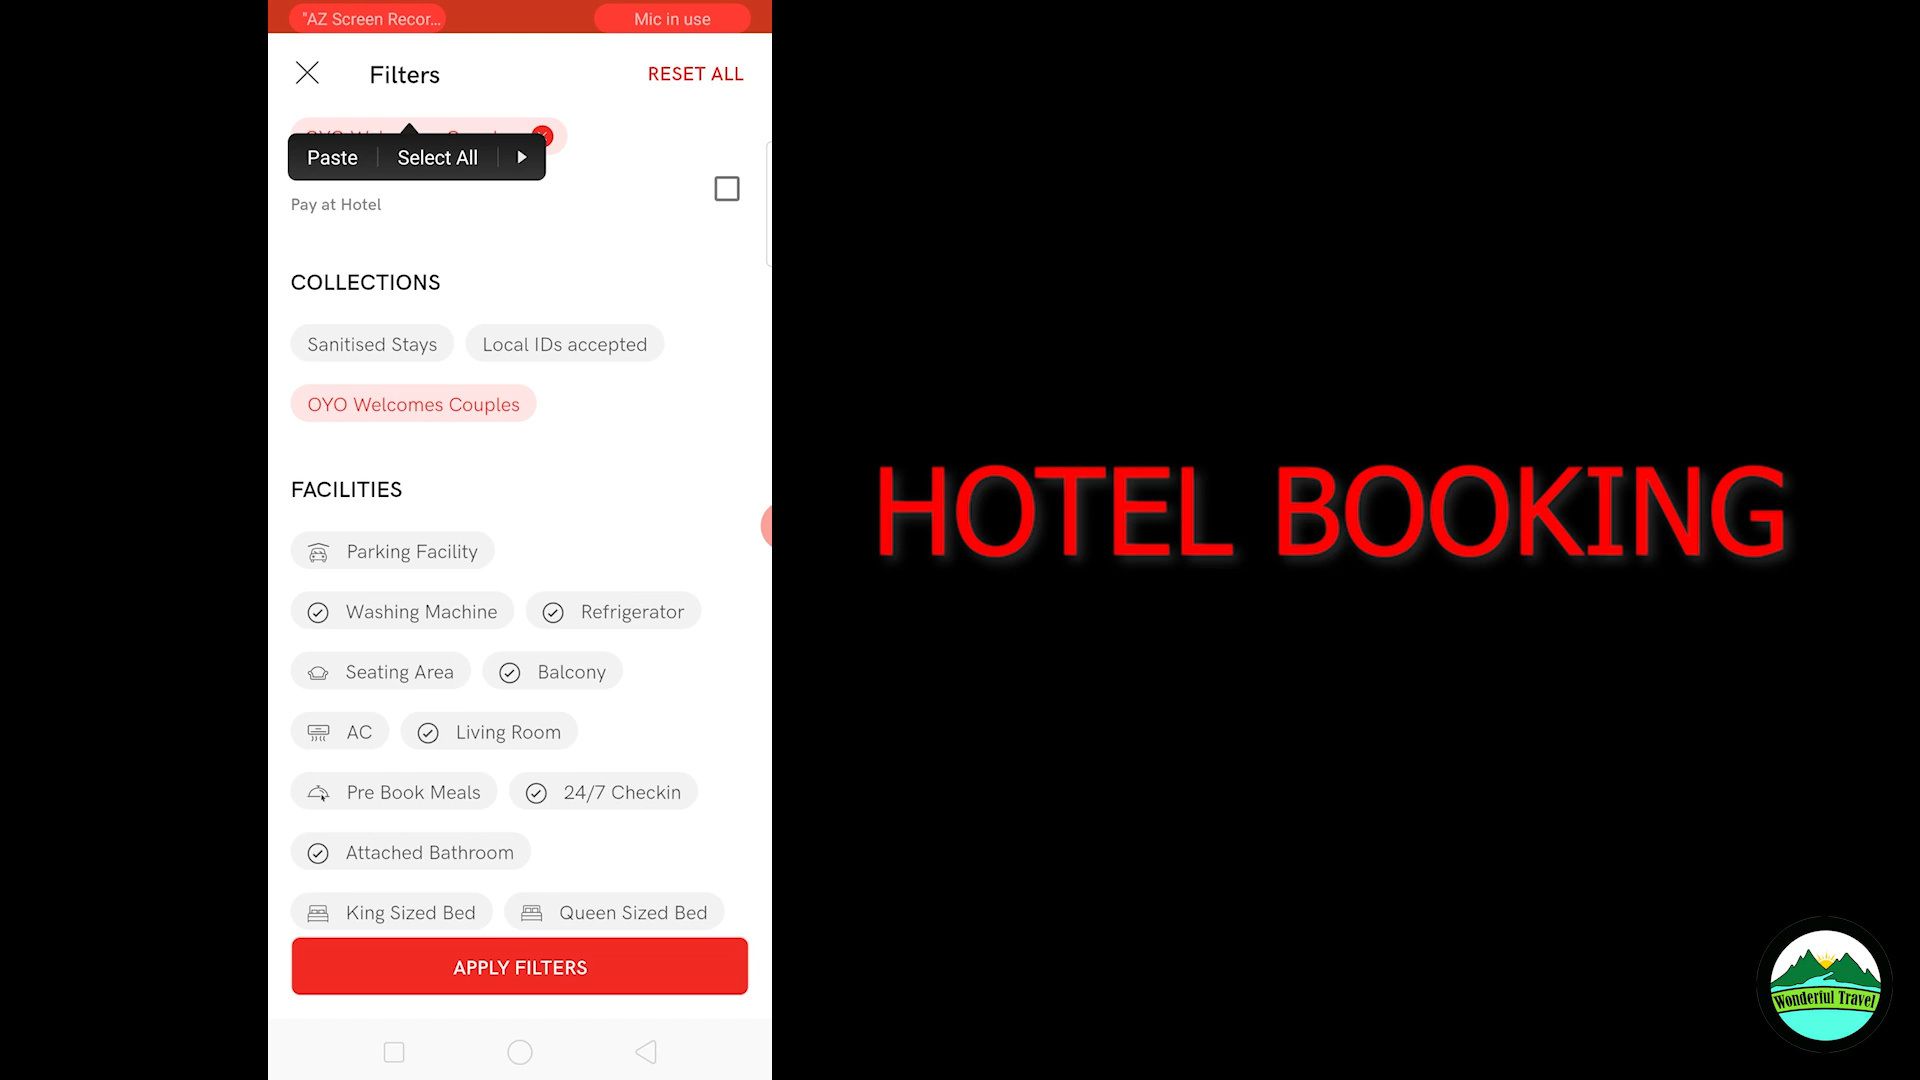 "AZ Screen Recor...
Mic in use
Filters
RESET ALL
Paste
Select All
Pay at Hotel
COLLECTIONS
Sanitised Stays
Local IDs accepted
OYO Welcomes Couples
FACILITIES
Parking Facility
Washing Machine
Refrigerator
Seating Area
Balcony
AC
Living Room
Pre Book Meals
24/7 Checkin
Attached Bathroom
King Sized Bed
Queen Sized Bed
APPLY FILTERS
HOTEL BOOKING
Wonderful Travel